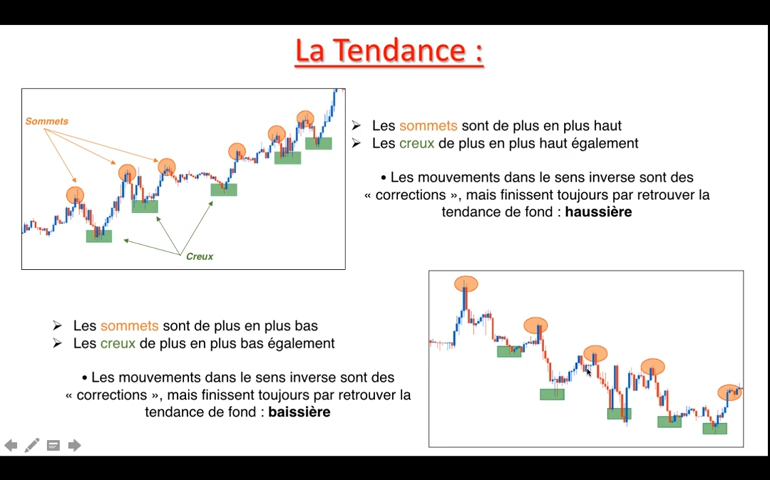 La Tendance :
Sommets
Creux
➢ Les sommets sont de plus en plus haut
➢ Les creux de plus en plus haut également
• Les mouvements dans le sens inverse sont des
« corrections », mais finissent toujours par retrouver la
tendance de fond : haussière
➢ Les sommets sont de plus en plus bas
➢ Les creux de plus en plus bas également
• Les mouvements dans le sens inverse sont des
« corrections », mais finissent toujours par retrouver la
tendance de fond : baissière